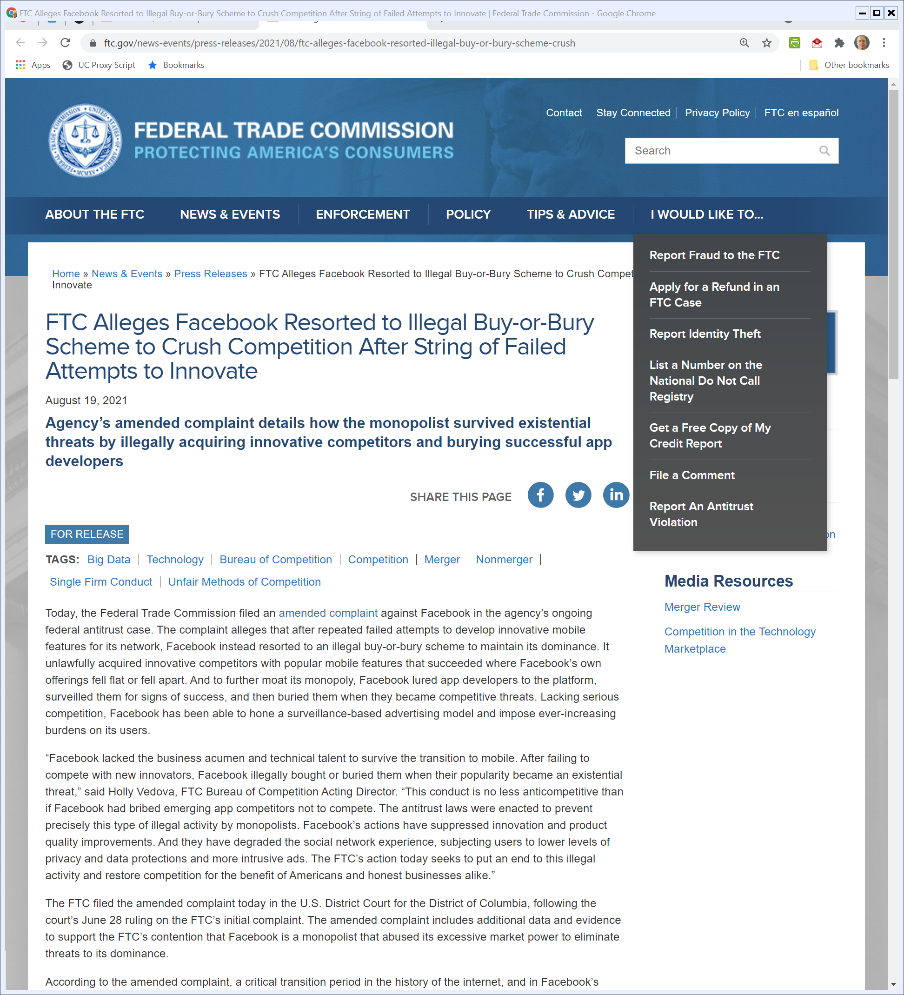 FTC Alleges Facebook Resorted to Illegal Buy-or-Bury Scheme to Crush Competition After String of Failed Attempts to Innovate | Federal Trade Commission - Google Chrome
ftc.gov/news-events/press-releases/2021/08/ftc-alleges-facebook-resorted-illegal-buy-or-bury-scheme-crush
Apps UC Proxy Script Bookmarks Other bookmarks
Contact Stay Connected Privacy Policy FTC en español
FEDERAL TRADE COMMISSION
PROTECTING AMERICA'S CONSUMERS
Search
ABOUT THE FTC NEWS & EVENTS ENFORCEMENT POLICY TIPS & ADVICE I WOULD LIKE TO...
Report Fraud to the FTC
Apply for a Refund in an
FTC Case
Report Identity Theft
List a Number on the
National Do Not Call
Registry
Get a Free Copy of My
Credit Report
File a Comment
Report An Antitrust
Violation
Home » News & Events » Press Releases » FTC Alleges Facebook Resorted to Illegal Buy-or-Bury Scheme to Crush Compet
Innovate
FTC Alleges Facebook Resorted to Illegal Buy-or-Bury
Scheme to Crush Competition After String of Failed
Attempts to Innovate
August 19, 2021
Agency's amended complaint details how the monopolist survived existential
threats by illegally acquiring innovative competitors and burying successful app
developers
SHARE THIS PAGE
FOR RELEASE
TAGS: Big Data | Technology | Bureau of Competition | Competition | Merger Nonmerger |
Single Firm Conduct | Unfair Methods of Competition
Today, the Federal Trade Commission filed an amended complaint against Facebook in the agency's ongoing
federal antitrust case. The complaint alleges that after repeated failed attempts to develop innovative mobile
features for its network, Facebook instead resorted to an illegal buy-or-bury scheme to maintain its dominance. It
unlawfully acquired innovative competitors with popular mobile features that succeeded where Facebook's own
offerings fell flat or fell apart. And to further moat its monopoly, Facebook lured app developers to the platform,
surveilled them for signs of success, and then buried them when they became competitive threats. Lacking serious
competition, Facebook has been able to hone a surveillance-based advertising model and impose ever-increasing
burdens on its users.
"Facebook lacked the business acumen and technical talent to survive the transition to mobile. After failing to
compete with new innovators, Facebook illegally bought or buried them when their popularity became an existential
threat," said Holly Vedova, FTC Bureau of Competition Acting Director. "This conduct is no less anticompetitive than
if Facebook had bribed emerging app competitors not to compete. The antitrust laws were enacted to prevent
precisely this type of illegal activity by monopolists. Facebook's actions have suppressed innovation and product
quality improvements. And they have degraded the social network experience, subjecting users to lower levels of
privacy and data protections and more intrusive ads. The FTC's action today seeks to put an end to this illegal
activity and restore competition for the benefit of Americans and honest businesses alike."
The FTC filed the amended complaint today in the U.S. District Court for the District of Columbia, following the
court's June 28 ruling on the FTC's initial complaint. The amended complaint includes additional data and evidence
to support the FTC's contention that Facebook is a monopolist that abused its excessive market power to eliminate
threats to its dominance.
According to the amended complaint, a critical transition period in the history of the internet, and in Facebook's
on
Media Resources
Merger Review
Competition in the Technology
Marketplace